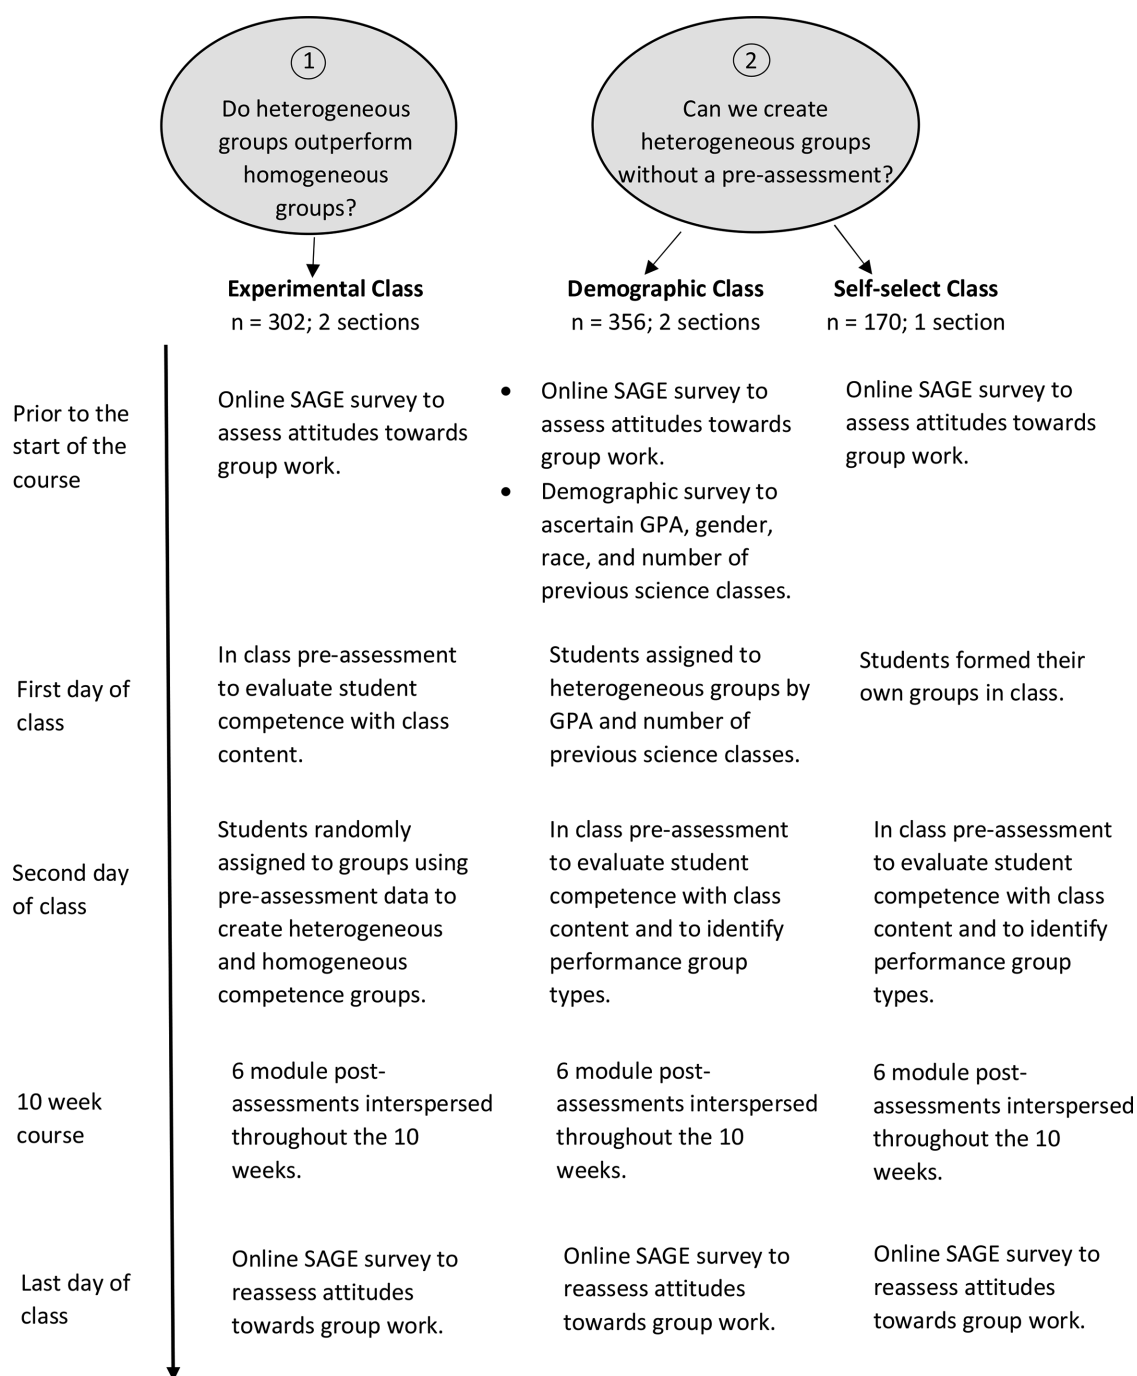 1
Do heterogeneous
groups outperform
homogeneous
groups?
2
Can we create
heterogeneous groups
without a pre-assessment?
Experimental Class
n = 302; 2 sections
Demographic Class
n = 356; 2 sections
Self-select Class
n = 170; 1 section
Prior to the
start of the
course
Online SAGE survey to
assess attitudes towards
group work.
• Online SAGE survey to
assess attitudes towards
group work.
• Demographic survey to
ascertain GPA, gender,
race, and number of
previous science classes.
Online SAGE survey to
assess attitudes towards
group work.
First day of
class
In class pre-assessment
to evaluate student
competence with class
content.
Students assigned to
heterogeneous groups by
GPA and number of
previous science classes.
Students formed their
own groups in class.
Second day
of class
Students randomly
assigned to groups using
pre-assessment data to
create heterogeneous
and homogeneous
competence groups.
In class pre-assessment
to evaluate student
competence with class
content and to identify
performance group
types.
In class pre-assessment
to evaluate student
competence with class
content and to identify
performance group
types.
10 week
course
6 module post-
assessments interspersed
throughout the 10
weeks.
6 module post-
assessments interspersed
throughout the 10
weeks.
6 module post-
assessments interspersed
throughout the 10
weeks.
Last day of
class
Online SAGE survey to
reassess attitudes
towards group work.
Online SAGE survey to
reassess attitudes
towards group work.
Online SAGE survey to
reassess attitudes
towards group work.